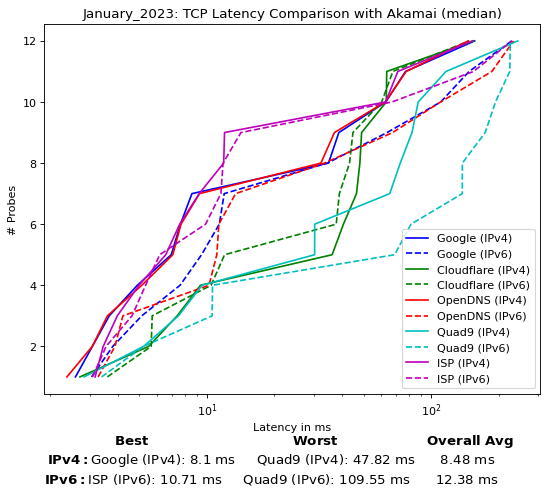 January_2023: TCP Latency Comparison with Akamai (median)
12
10
8
6
4
2
# Probes
Google (IPv4)
Google (IPv6)
Cloudflare (IPv4)
Cloudflare (IPv6)
OpenDNS (IPv4)
OpenDNS (IPv6)
Quad9 (IPv4)
Quad9 (IPv6)
ISP (IPv4)
ISP (IPv6)
10¹ 10²
Latency in ms
Best Worst Overall Avg
IPv4: Google (IPv4): 8.1 ms Quad9 (IPv4): 47.82 ms 8.48 ms
IPv6: ISP (IPv6): 10.71 ms Quad9 (IPv6): 109.55 ms 12.38 ms